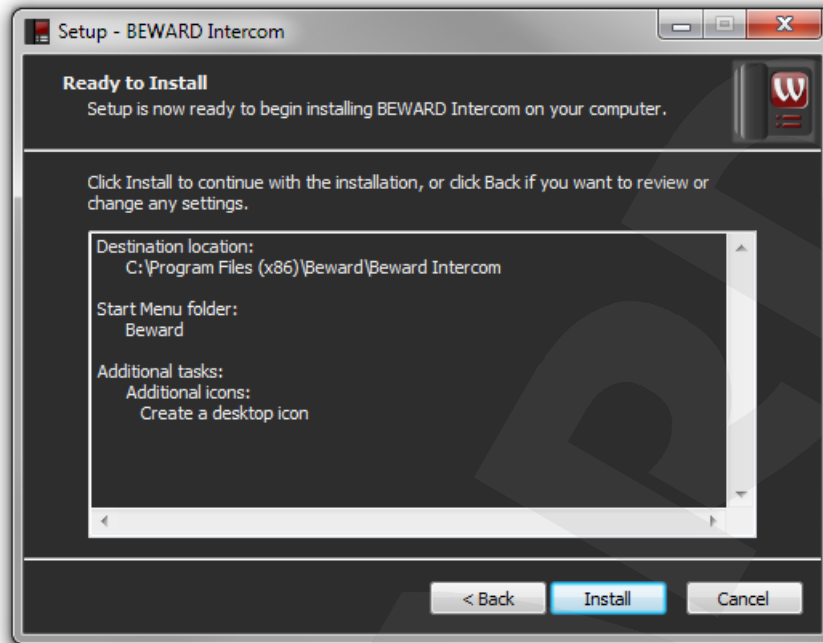 Setup - BEWARD Intercom
Ready to Install
Setup is now ready to begin installing BEWARD Intercom on your computer.
W
Click Install to continue with the installation, or click Back if you want to review or
change any settings.
Destination location:
C:\Program Files (x86)\Beward\Beward Intercom
Start Menu folder:
Beward
Additional tasks:
Additional icons:
Create a desktop icon
< Back
Install
Cancel